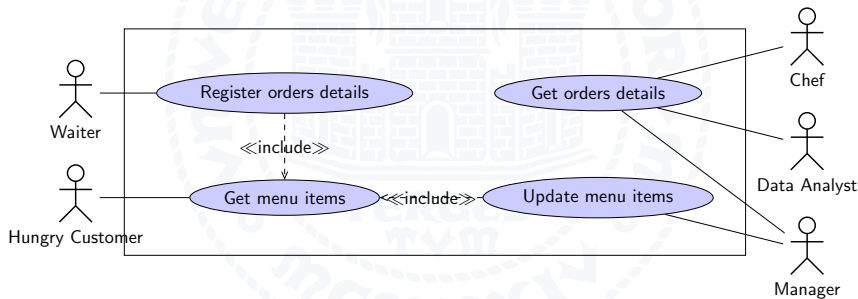 Chef
Register orders details
Get orders details
Waiter
≪include≫
Data Analyst
Get menu items
≪include≫
Update menu items
Hungry Customer
Manager